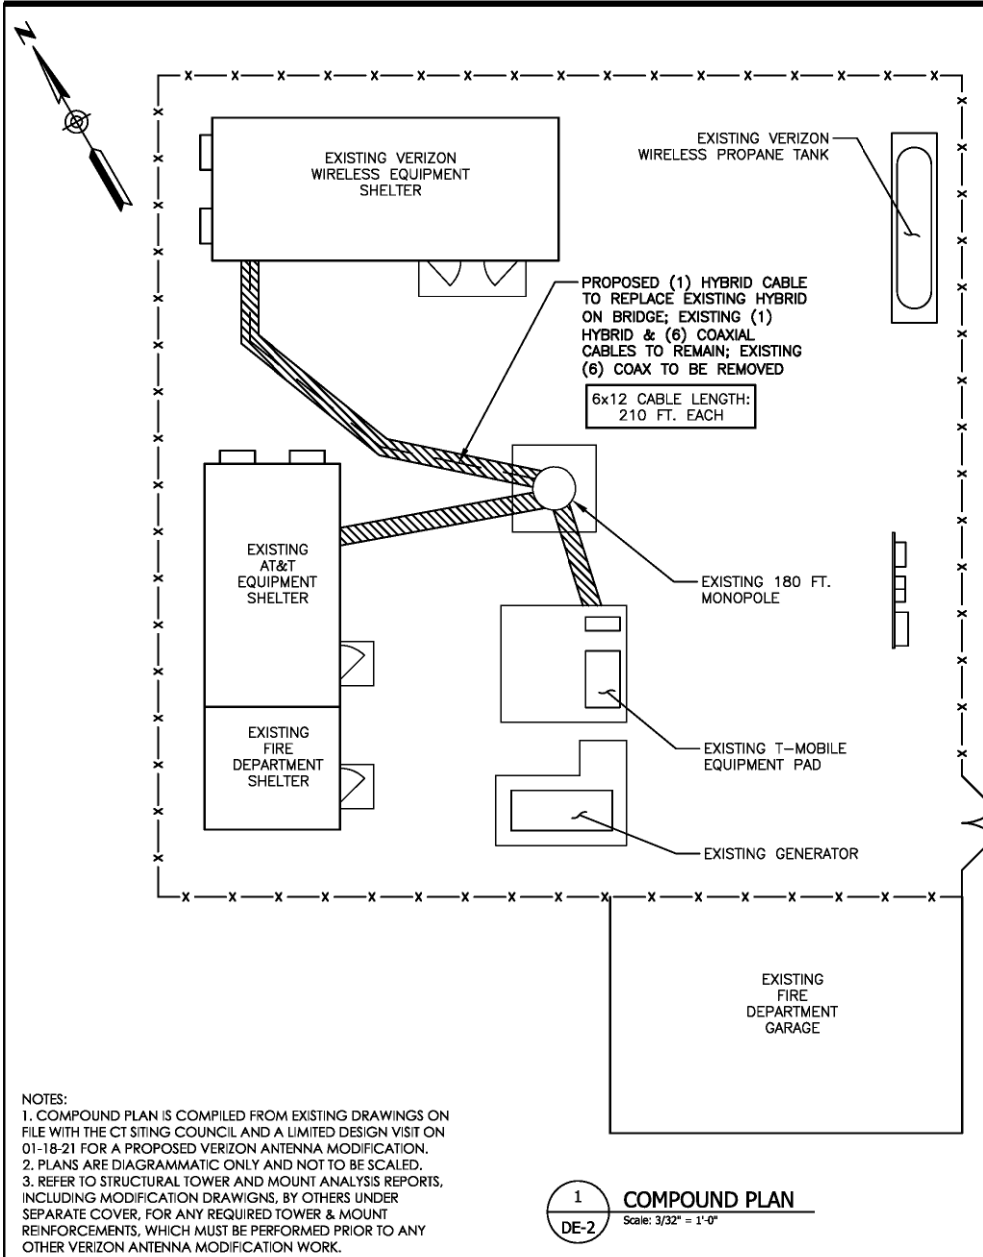 N
EXISTING VERIZON
WIRELESS EQUIPMENT
SHELTER
EXISTING VERIZON
WIRELESS PROPANE TANK
PROPOSED (1) HYBRID CABLE
TO REPLACE EXISTING HYBRID
ON BRIDGE; EXISTING (1)
HYBRID & (6) COAXIAL
CABLES TO REMAIN; EXISTING
(6) COAX TO BE REMOVED
6x12 CABLE LENGTH:
210 FT. EACH
EXISTING
AT&T
EQUIPMENT
SHELTER
EXISTING 180 FT.
MONOPOLE
EXISTING
FIRE
DEPARTMENT
SHELTER
EXISTING T-MOBILE
EQUIPMENT PAD
EXISTING GENERATOR
EXISTING
FIRE
DEPARTMENT
GARAGE
NOTES:
1. COMPOUND PLAN IS COMPILED FROM EXISTING DRAWINGS ON
FILE WITH THE CT SITING COUNCIL AND A LIMITED DESIGN VISIT ON
01-18-21 FOR A PROPOSED VERIZON ANTENNA MODIFICATION.
2. PLANS ARE DIAGRAMMATIC ONLY AND NOT TO BE SCALED.
3. REFER TO STRUCTURAL TOWER AND MOUNT ANALYSIS REPORTS,
INCLUDING MODIFICATION DRAWIGNS, BY OTHERS UNDER
SEPARATE COVER, FOR ANY REQUIRED TOWER & MOUNT
REINFORCEMENTS, WHICH MUST BE PERFORMED PRIOR TO ANY
OTHER VERIZON ANTENNA MODIFICATION WORK.
1
DE-2
COMPOUND PLAN
Scale: 3/32" = 1'-0"